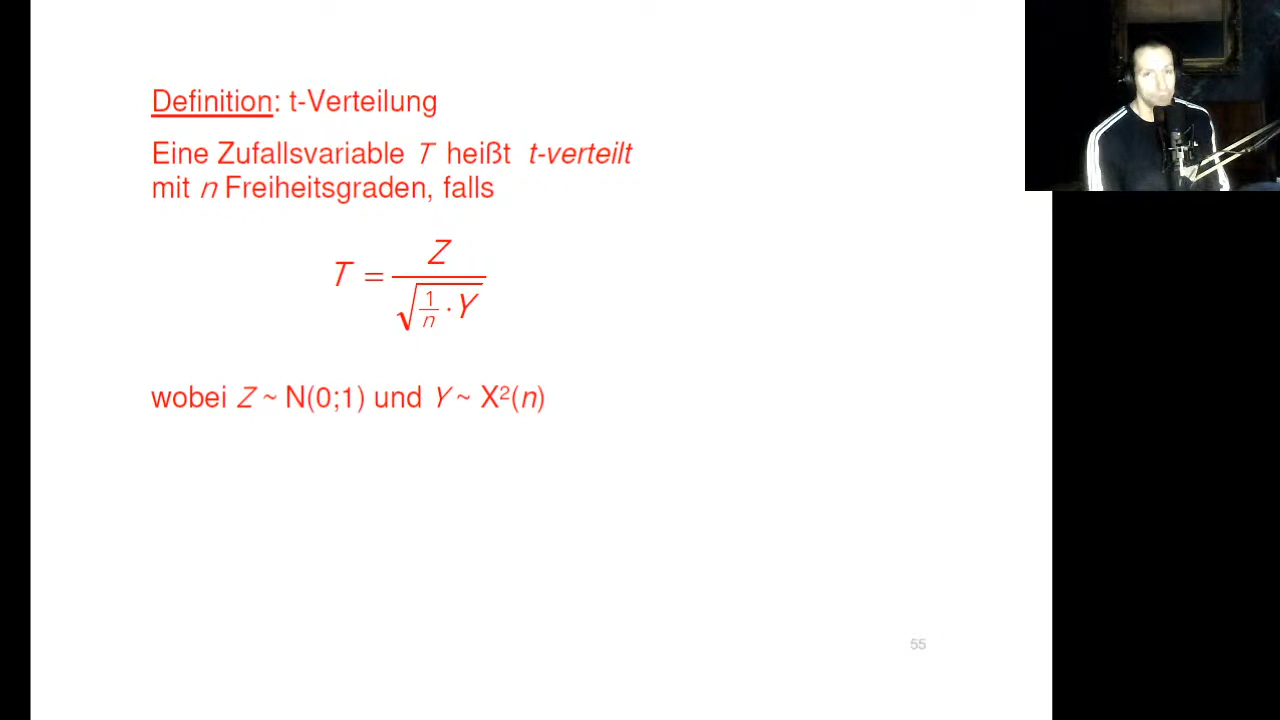 Definition: t-Verteilung
Eine Zufallsvariable T heißt t-verteilt
mit n Freiheitsgraden, falls
T = Z / √(1/n · Y)
wobei Z ~ N(0;1) und Y ~ X²(n)
55